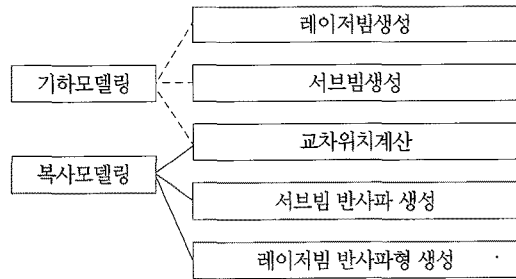 레이저빔생성
기하모델링
서브빔생성
교차위치계산
복사모델링
서브빔 반사파 생성
레이저빔 반사파형 생성